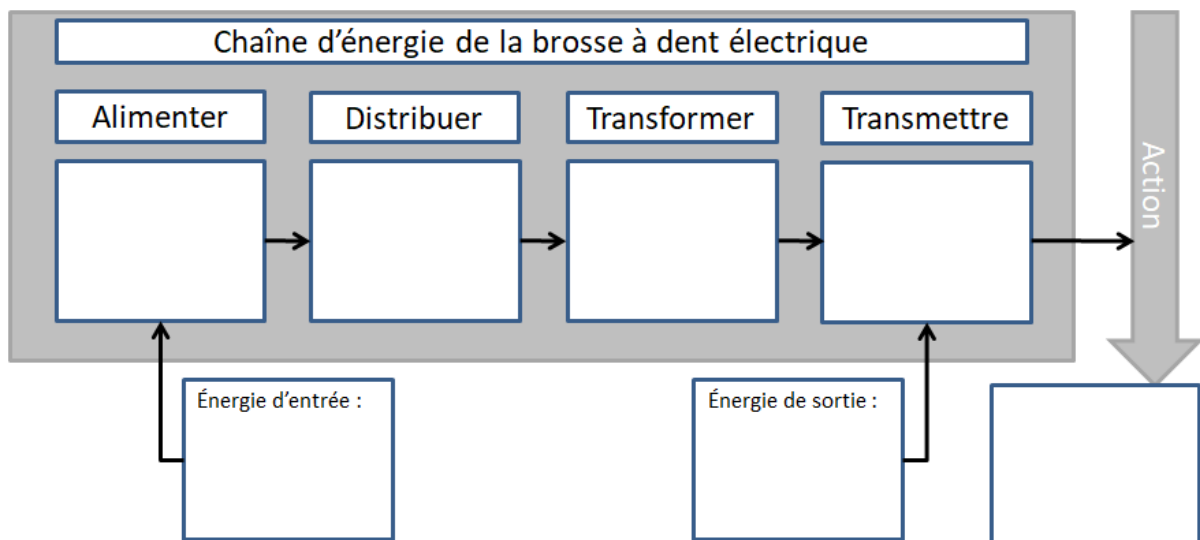 Chaîne d'énergie de la brosse à dent électrique
Alimenter
Distribuer
Transformer
Transmettre
Action
Énergie d'entrée :
Énergie de sortie :